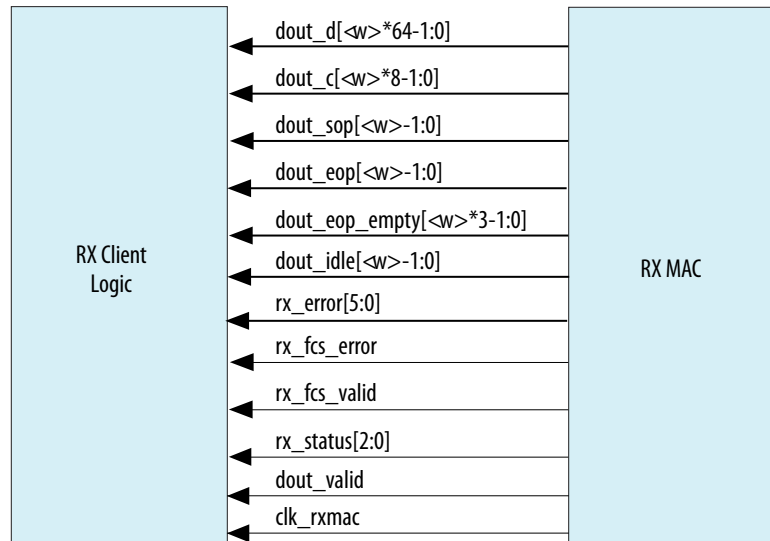 dout_d[<w>*64-1:0]
dout_c[<w>*8-1:0]
dout_sop[<w>-1:0]
dout_eop[<w>-1:0]
dout_eop_empty[<w>*3-1:0]
dout_idle[<w>-1:0]
rx_error[5:0]
rx_fcs_error
rx_fcs_valid
rx_status[2:0]
dout_valid
clk_rxmac
RX Client
Logic
RX MAC